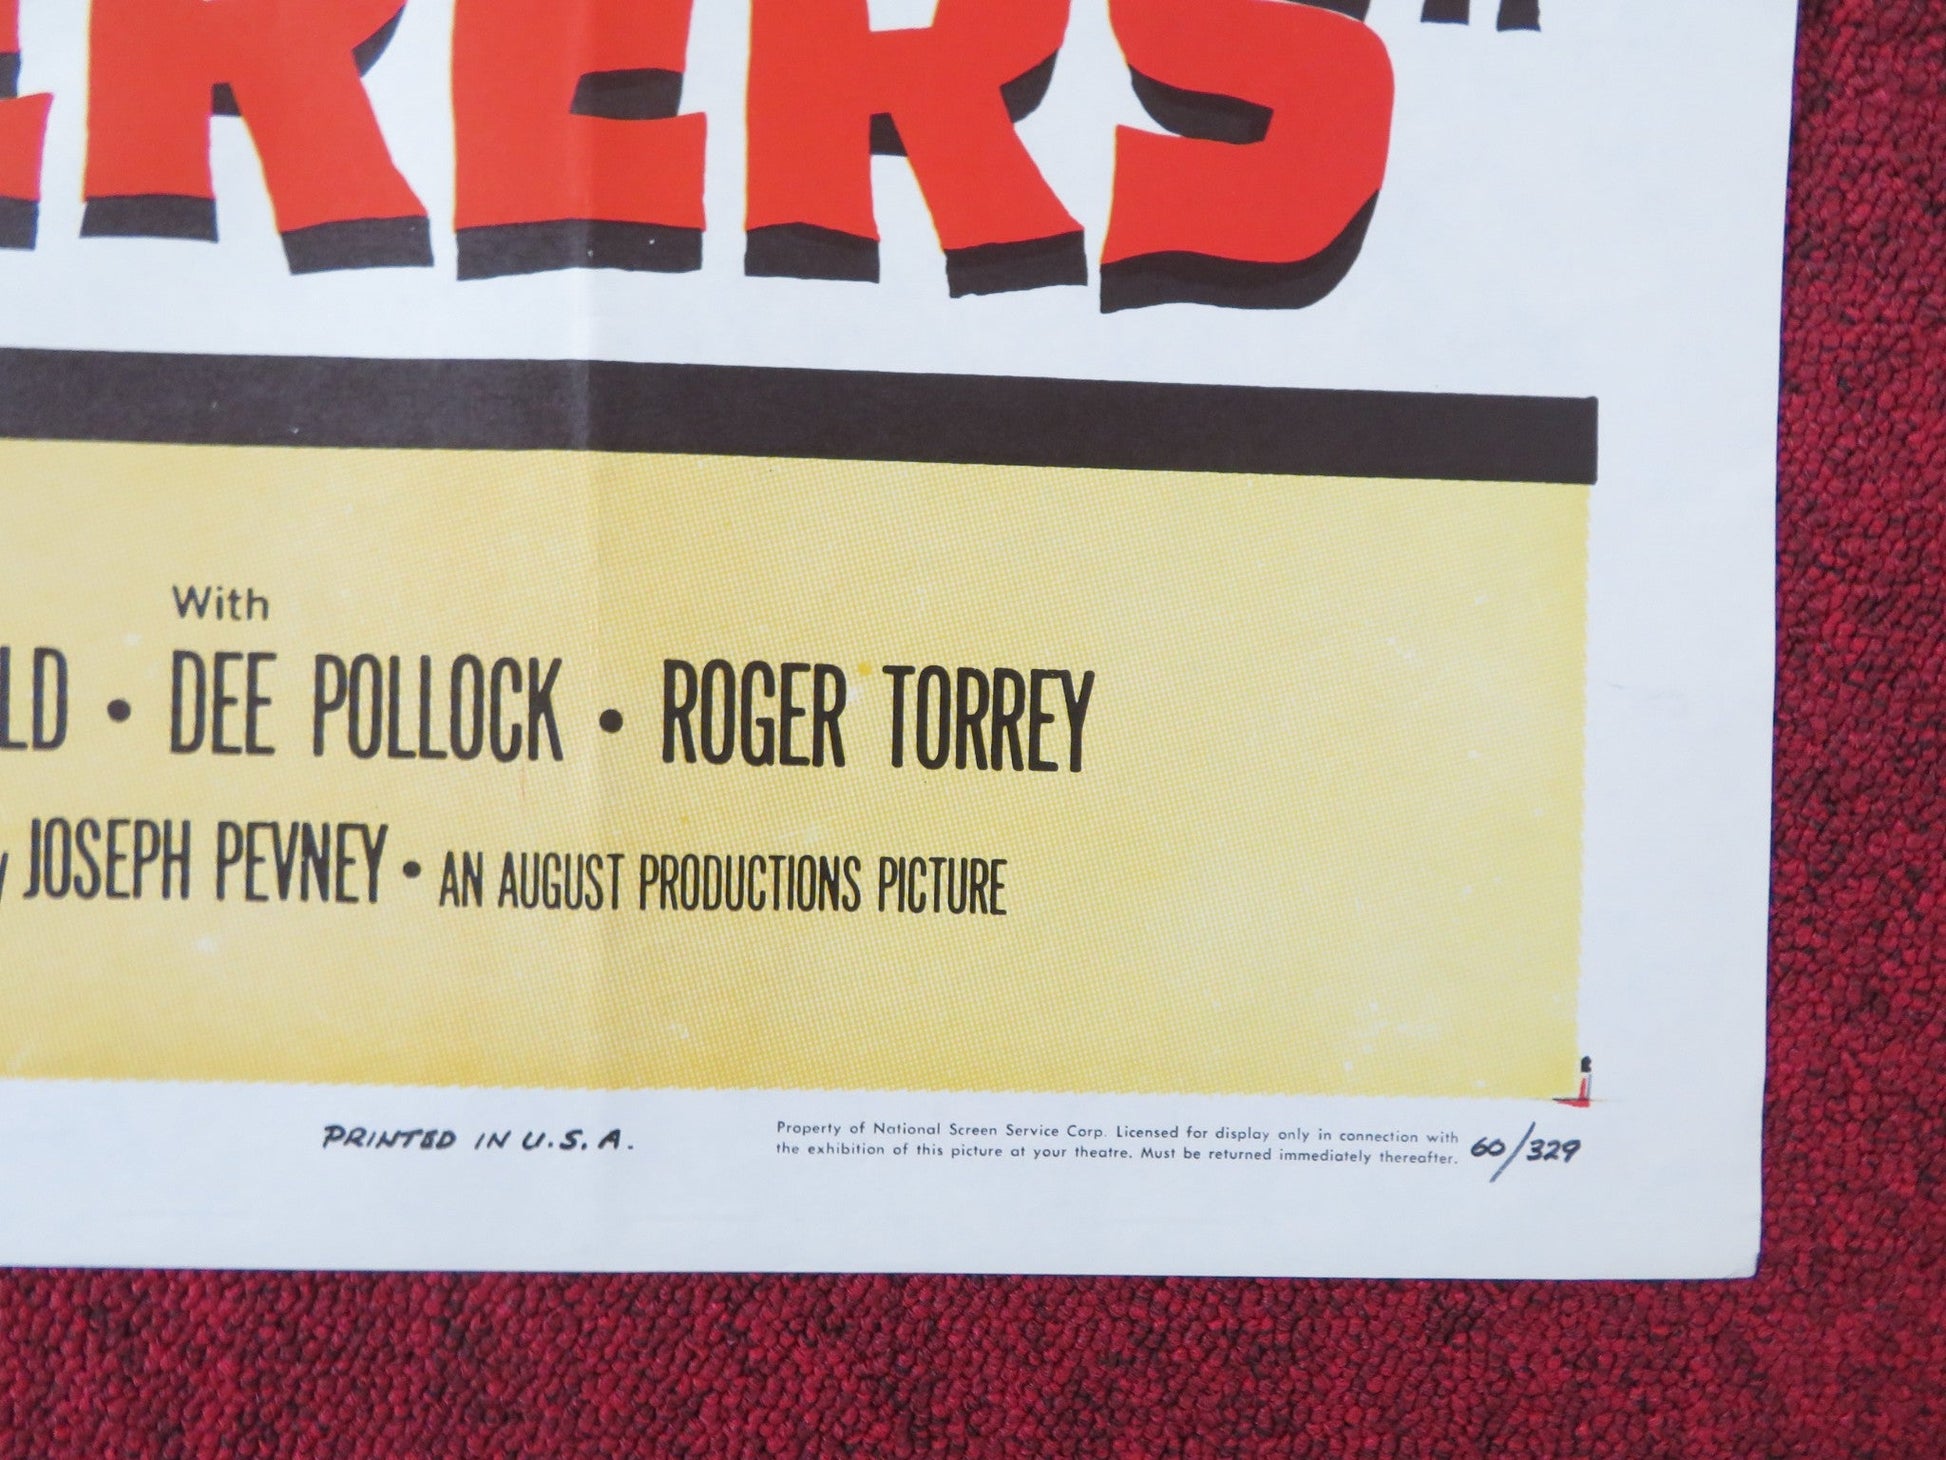 ERERS"
With
LD • DEE POLLOCK • ROGER TORREY
y JOSEPH PEVNEY • AN AUGUST PRODUCTIONS PICTURE
PRINTED IN U.S.A.
Property of National Screen Service Corp. Licensed for display only in connection with
the exhibition of this picture at your theatre. Must be returned immediately thereafter.
60/329